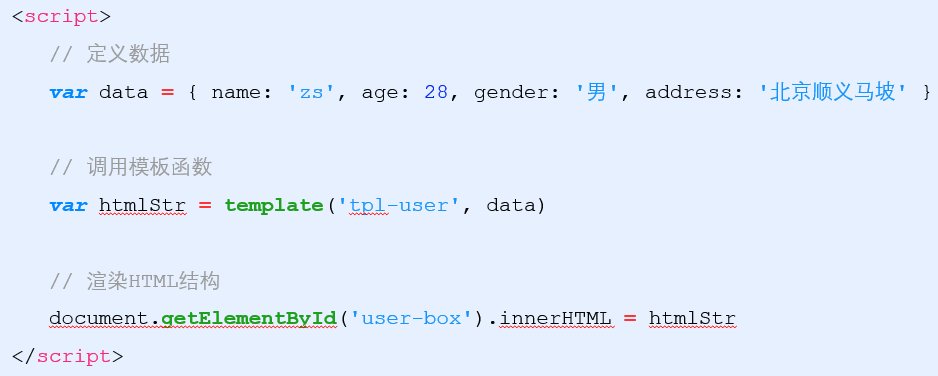 <script>
// 定义数据
var data = { name: 'zs', age: 28, gender: '男', address: '北京顺义马坡' }
// 调用模板函数
var htmlStr = template('tpl-user', data)
// 渲染HTML结构
document.getElementById('user-box').innerHTML = htmlStr
</script>